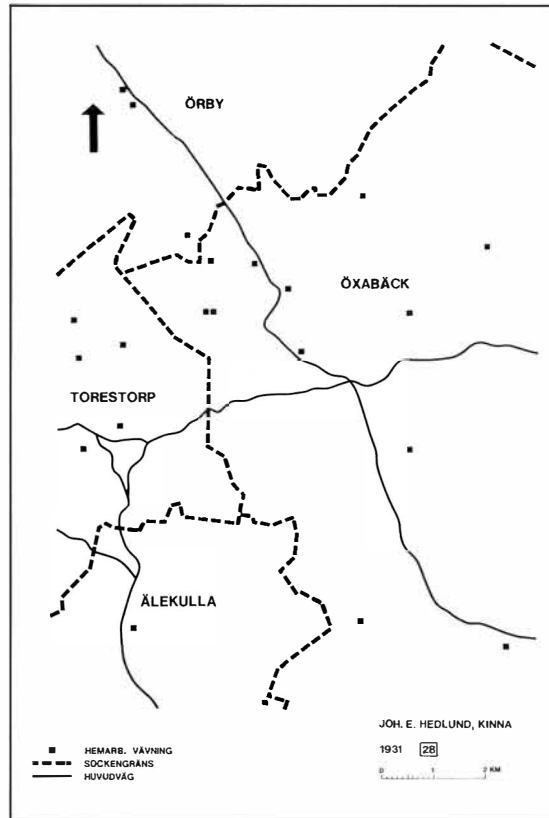 ÖRBY
ÖXABÄCK
TORESTORP
ÄLEKULLA
JOH. E. HEDLUND, KINNA
1931 28
0 1 2 KM
HEMARB. VÄVNING
SOCKENGRÄNS
HUVUDVÄG